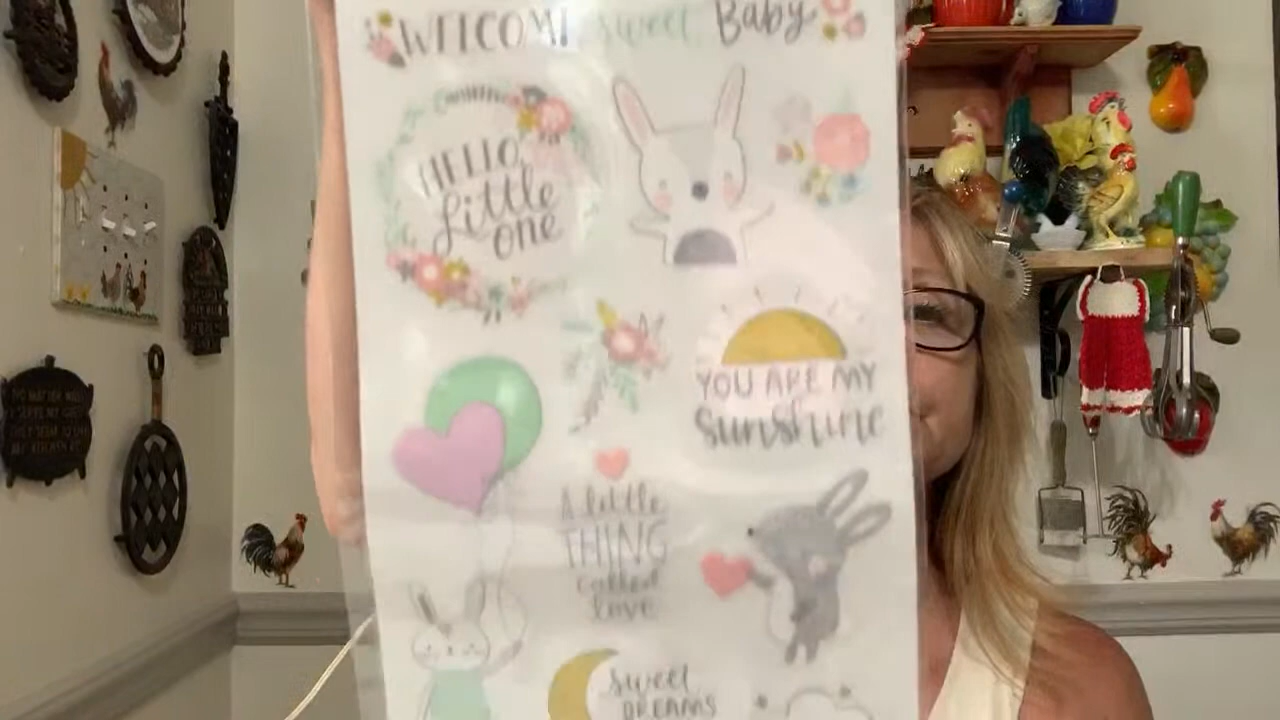 WELCOME sweet Baby
HELLO
Little
one
YOU ARE MY
sunshine
A little
THING
called
love
sweet
DREAMS